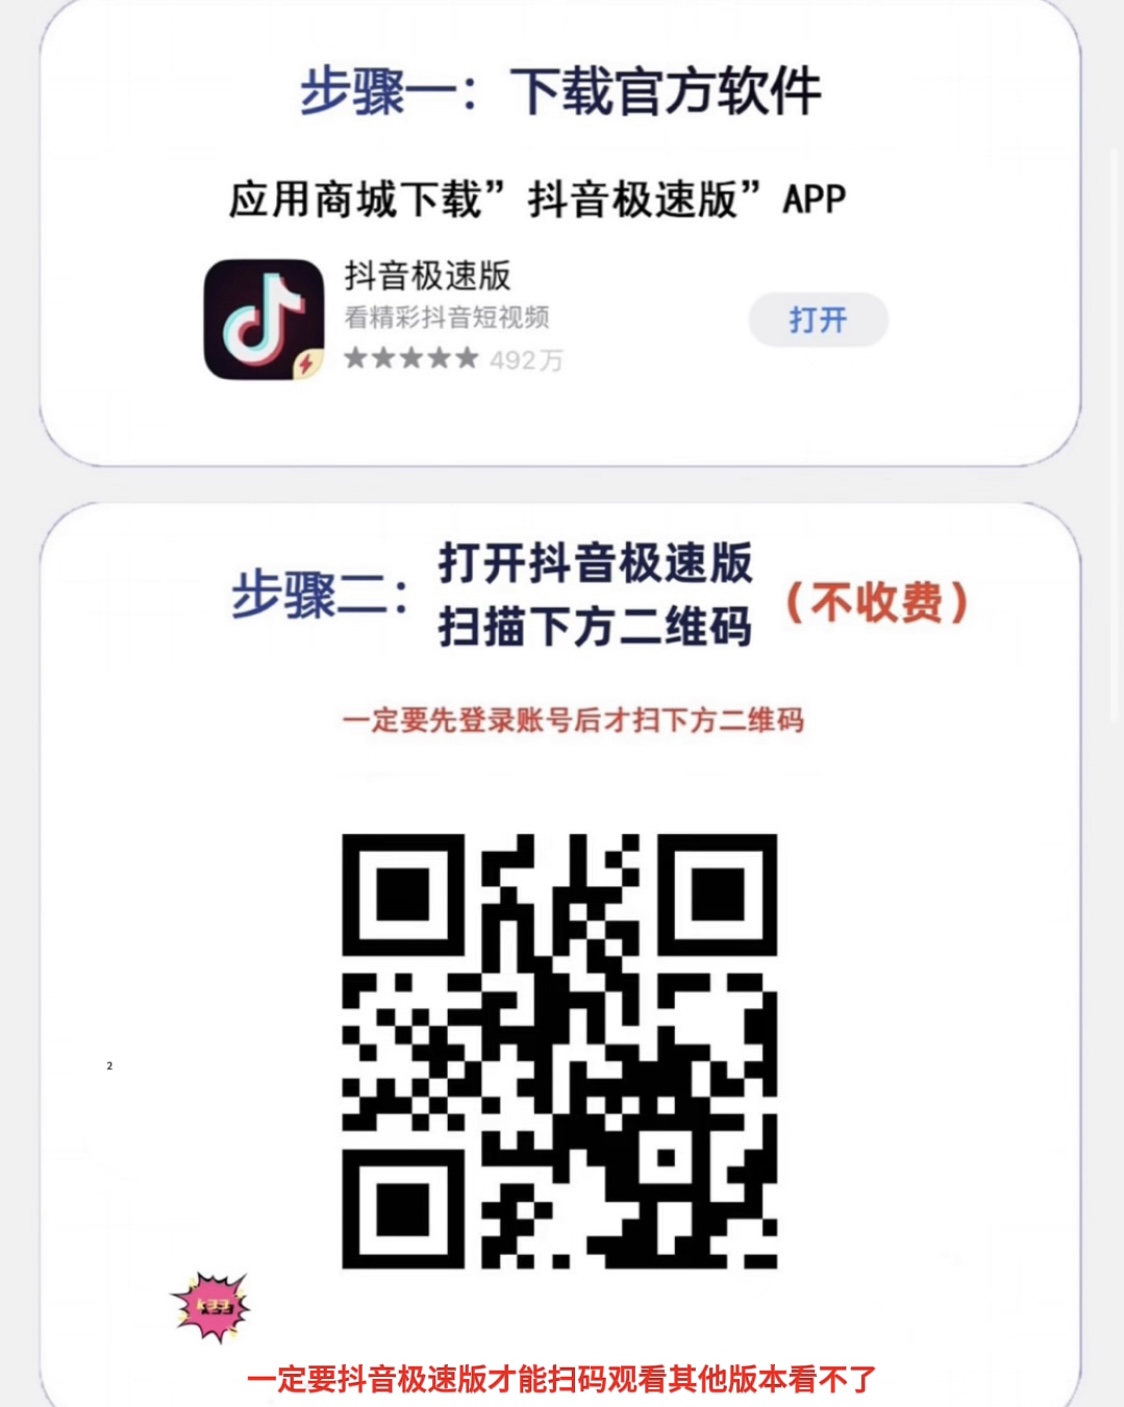 步骤一：下载官方软件
应用商城下载”抖音极速版”APP
抖音极速版
看精彩抖音短视频
492万
打开
步骤二：
打开抖音极速版
扫描下方二维码
（不收费）
一定要先登录账号后才扫下方二维码
2
k33
一定要抖音极速版才能扫码观看其他版本看不了